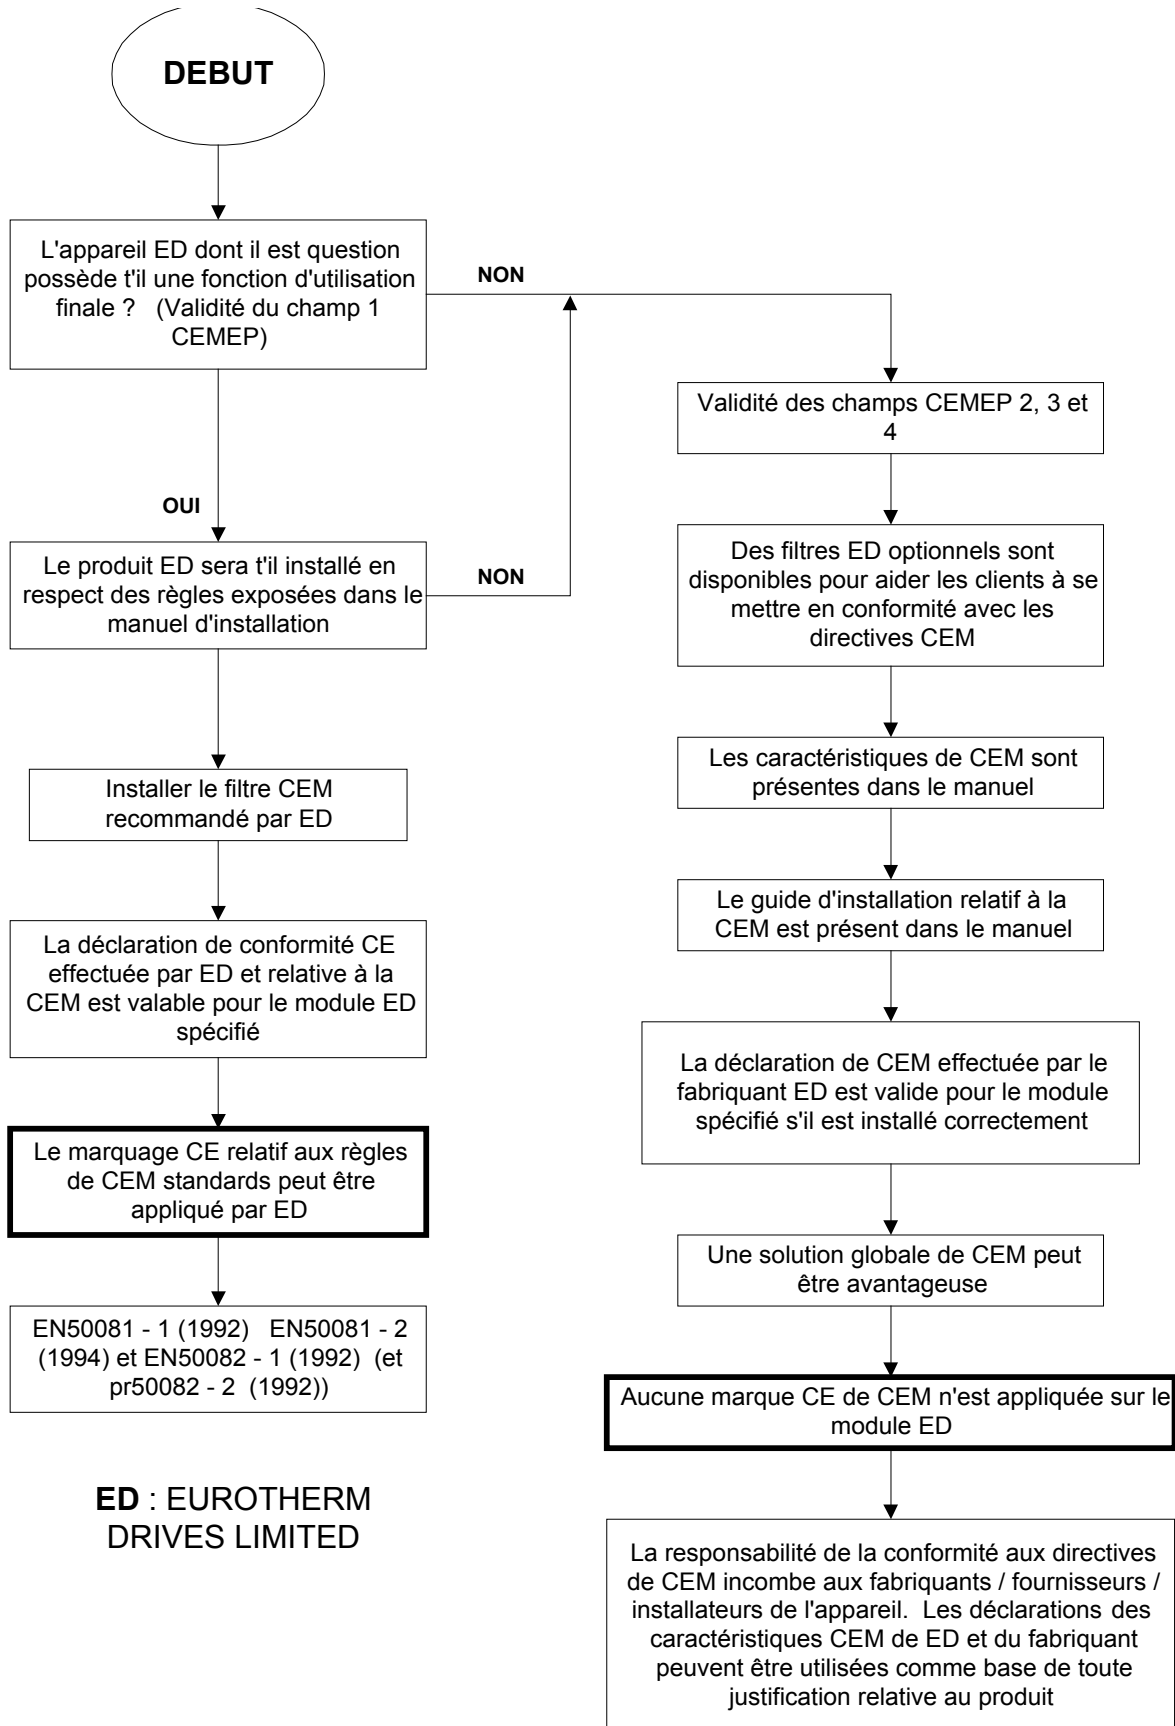 DEBUT
L'appareil ED dont il est question
possède t'il une fonction d'utilisation
finale ? (Validité du champ 1
CEMEP)
NON
OUI
Le produit ED sera t'il installé en
respect des règles exposées dans le
manuel d'installation
NON
Installer le filtre CEM
recommandé par ED
La déclaration de conformité CE
effectuée par ED et relative à la
CEM est valable pour le module ED
spécifié
Le marquage CE relatif aux règles
de CEM standards peut être
appliqué par ED
EN50081 - 1 (1992) EN50081 - 2
(1994) et EN50082 - 1 (1992) (et
pr50082 - 2 (1992))
ED : EUROTHERM
DRIVES LIMITED
Validité des champs CEMEP 2, 3 et
4
Des filtres ED optionnels sont
disponibles pour aider les clients à se
mettre en conformité avec les
directives CEM
Les caractéristiques de CEM sont
présentes dans le manuel
Le guide d'installation relatif à la
CEM est présent dans le manuel
La déclaration de CEM effectuée par le
fabriquant ED est valide pour le module
spécifié s'il est installé correctement
Une solution globale de CEM peut
être avantageuse
Aucune marque CE de CEM n'est appliquée sur le
module ED
La responsabilité de la conformité aux directives
de CEM incombe aux fabriquants / fournisseurs /
installateurs de l'appareil. Les déclarations des
caractéristiques CEM de ED et du fabriquant
peuvent être utilisées comme base de toute
justification relative au produit